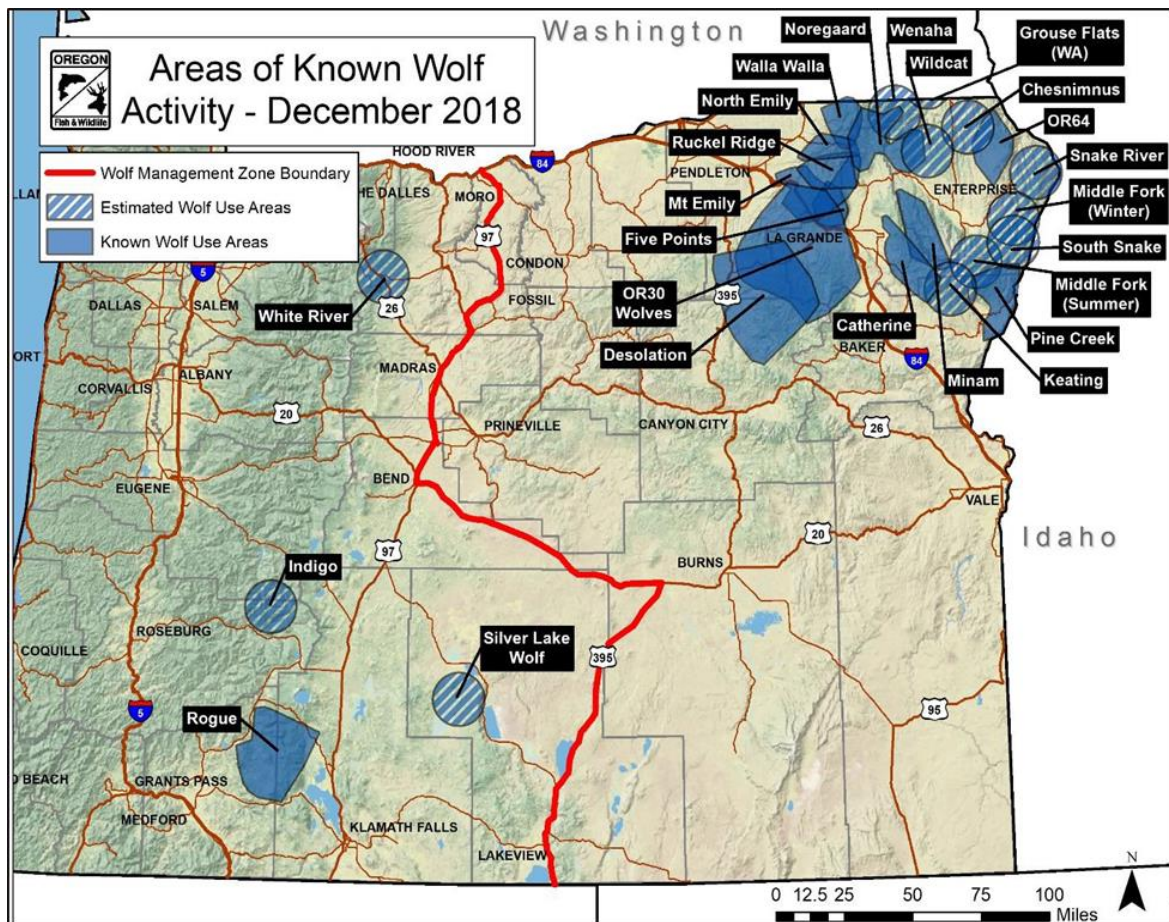 OREGON
Fish & Wildlife
Areas of Known Wolf
Activity - December 2018
Wolf Management Zone Boundary
Estimated Wolf Use Areas
Known Wolf Use Areas
Washington
Idaho
Noregaard
Wenaha
Grouse Flats
(WA)
Walla Walla
Wildcat
Chesnimnus
North Emily
OR64
Ruckel Ridge
Snake River
Mt Emily
Middle Fork
(Winter)
Five Points
South Snake
OR30
Wolves
Middle Fork
(Summer)
Desolation
Catherine
Pine Creek
Minam
Keating
White River
Indigo
Silver Lake
Wolf
Rogue
HOOD RIVER
84
THE DALLES
MORO
PENDLETON
ENTERPRISE
97
CONDON
LA GRANDE
5
DALLAS
SALEM
26
FOSSIL
395
BAKER
84
ALBANY
MADRAS
CORVALLIS
20
PRINEVILLE
CANYON CITY
26
EUGENE
BEND
VALE
97
BURNS
20
ROSEBURG
COQUILLE
395
5
95
GRANTS PASS
MEDFORD
KLAMATH FALLS
LAKEVIEW
BEACH
N
0 12.5 25 50 75 100
Miles